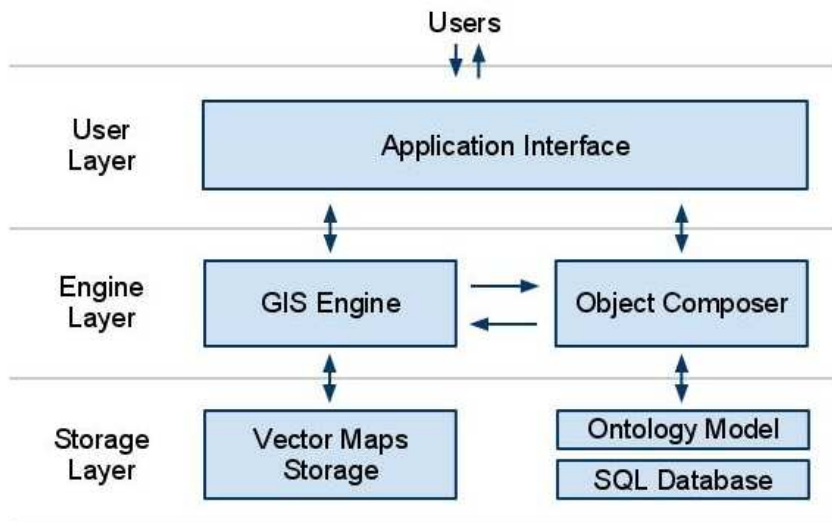 Users
User
Layer
Application Interface
Engine
Layer
GIS Engine
Object Composer
Storage
Layer
Vector Maps
Storage
Ontology Model
SQL Database